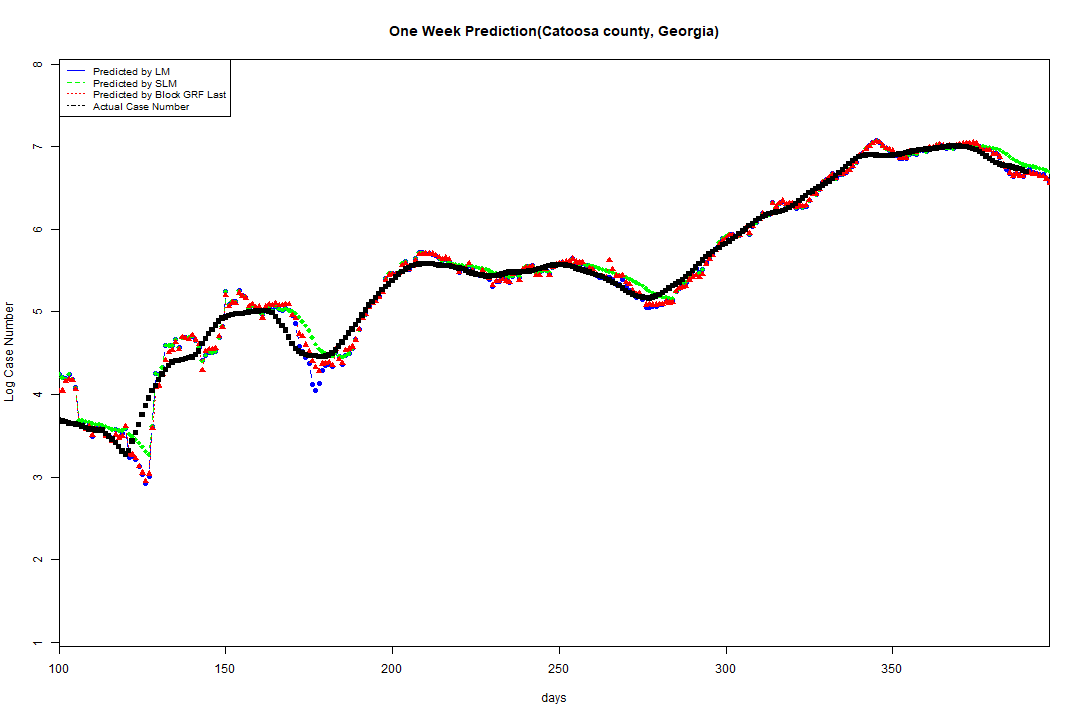 One Week Prediction(Catoosa county, Georgia)
Predicted by LM
Predicted by SLM
Predicted by Block GRF Last
Actual Case Number
8
7
6
5
4
3
2
1
Log Case Number
100 150 200 250 300 350
days